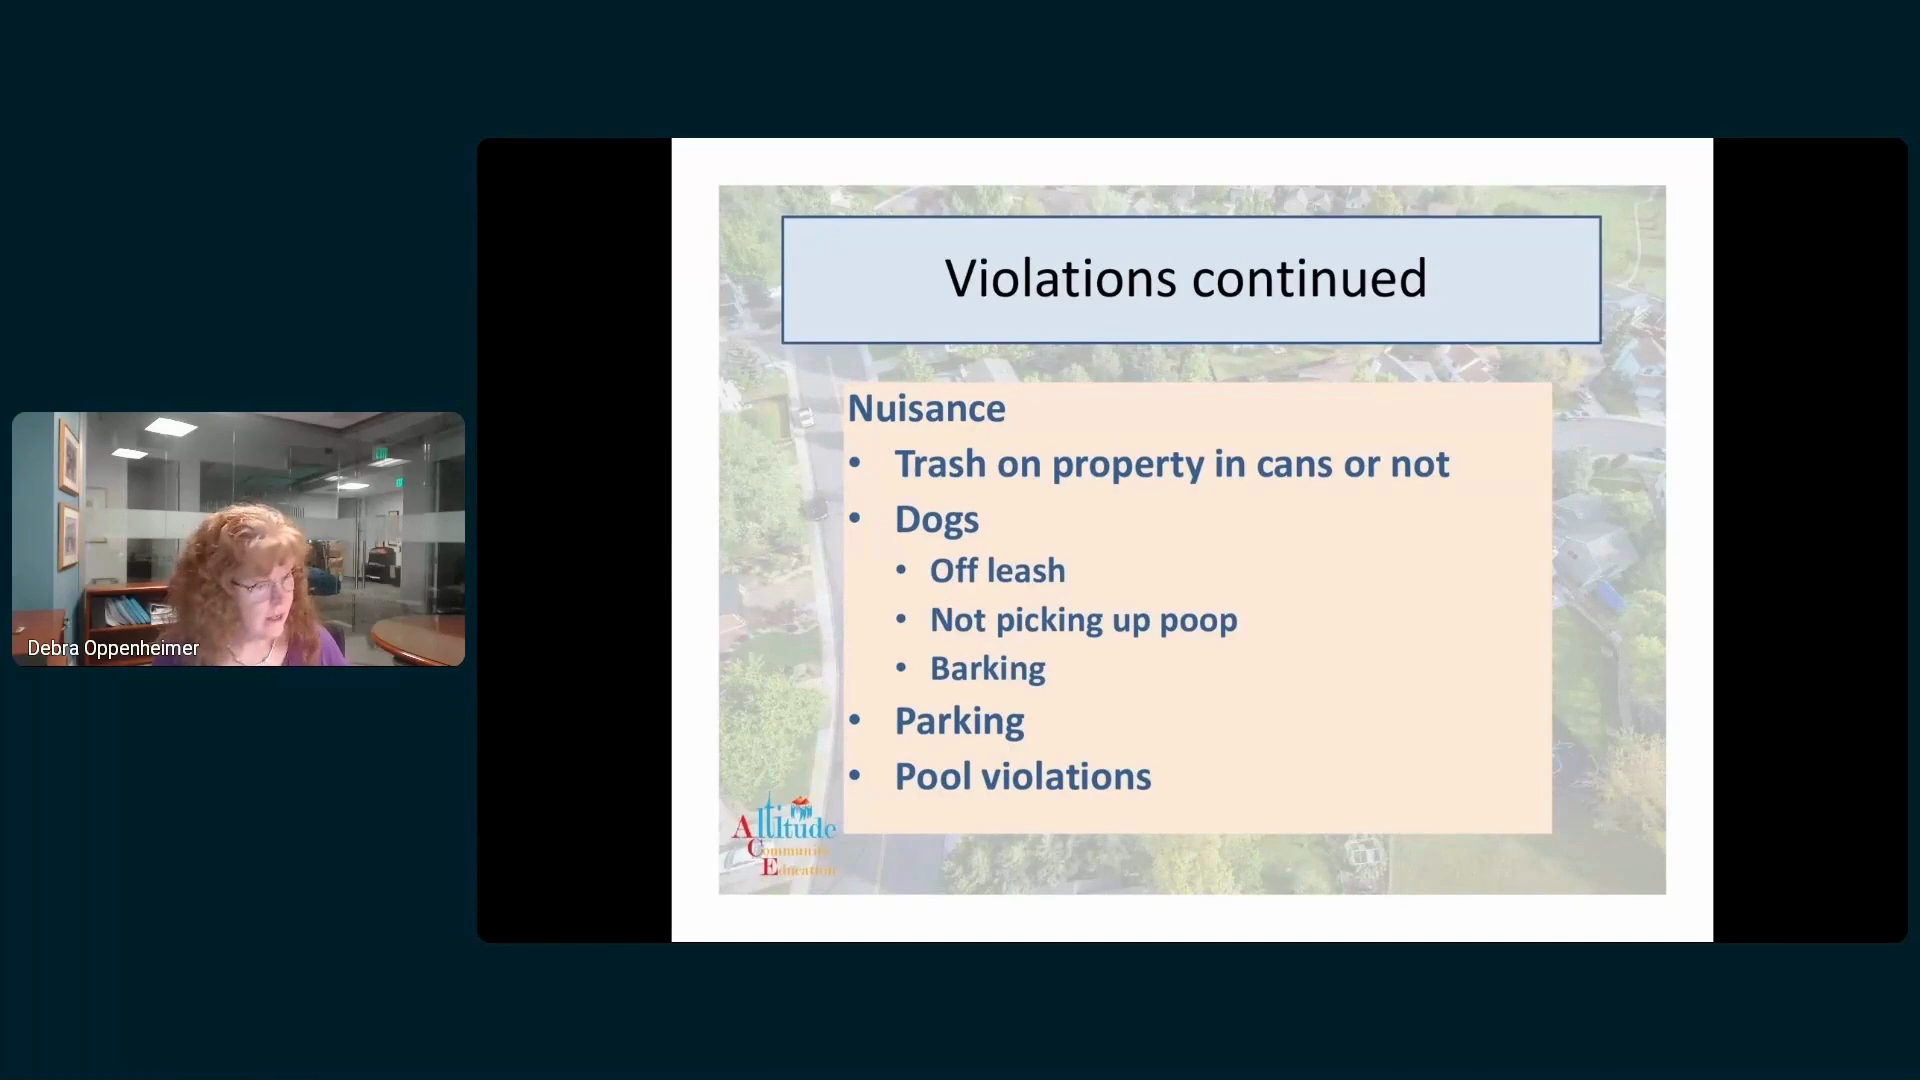 Debra Oppenheimer
Violations continued
Nuisance
• Trash on property in cans or not
• Dogs
• Off leash
• Not picking up poop
• Barking
• Parking
• Pool violations
Altitude
Community
Education